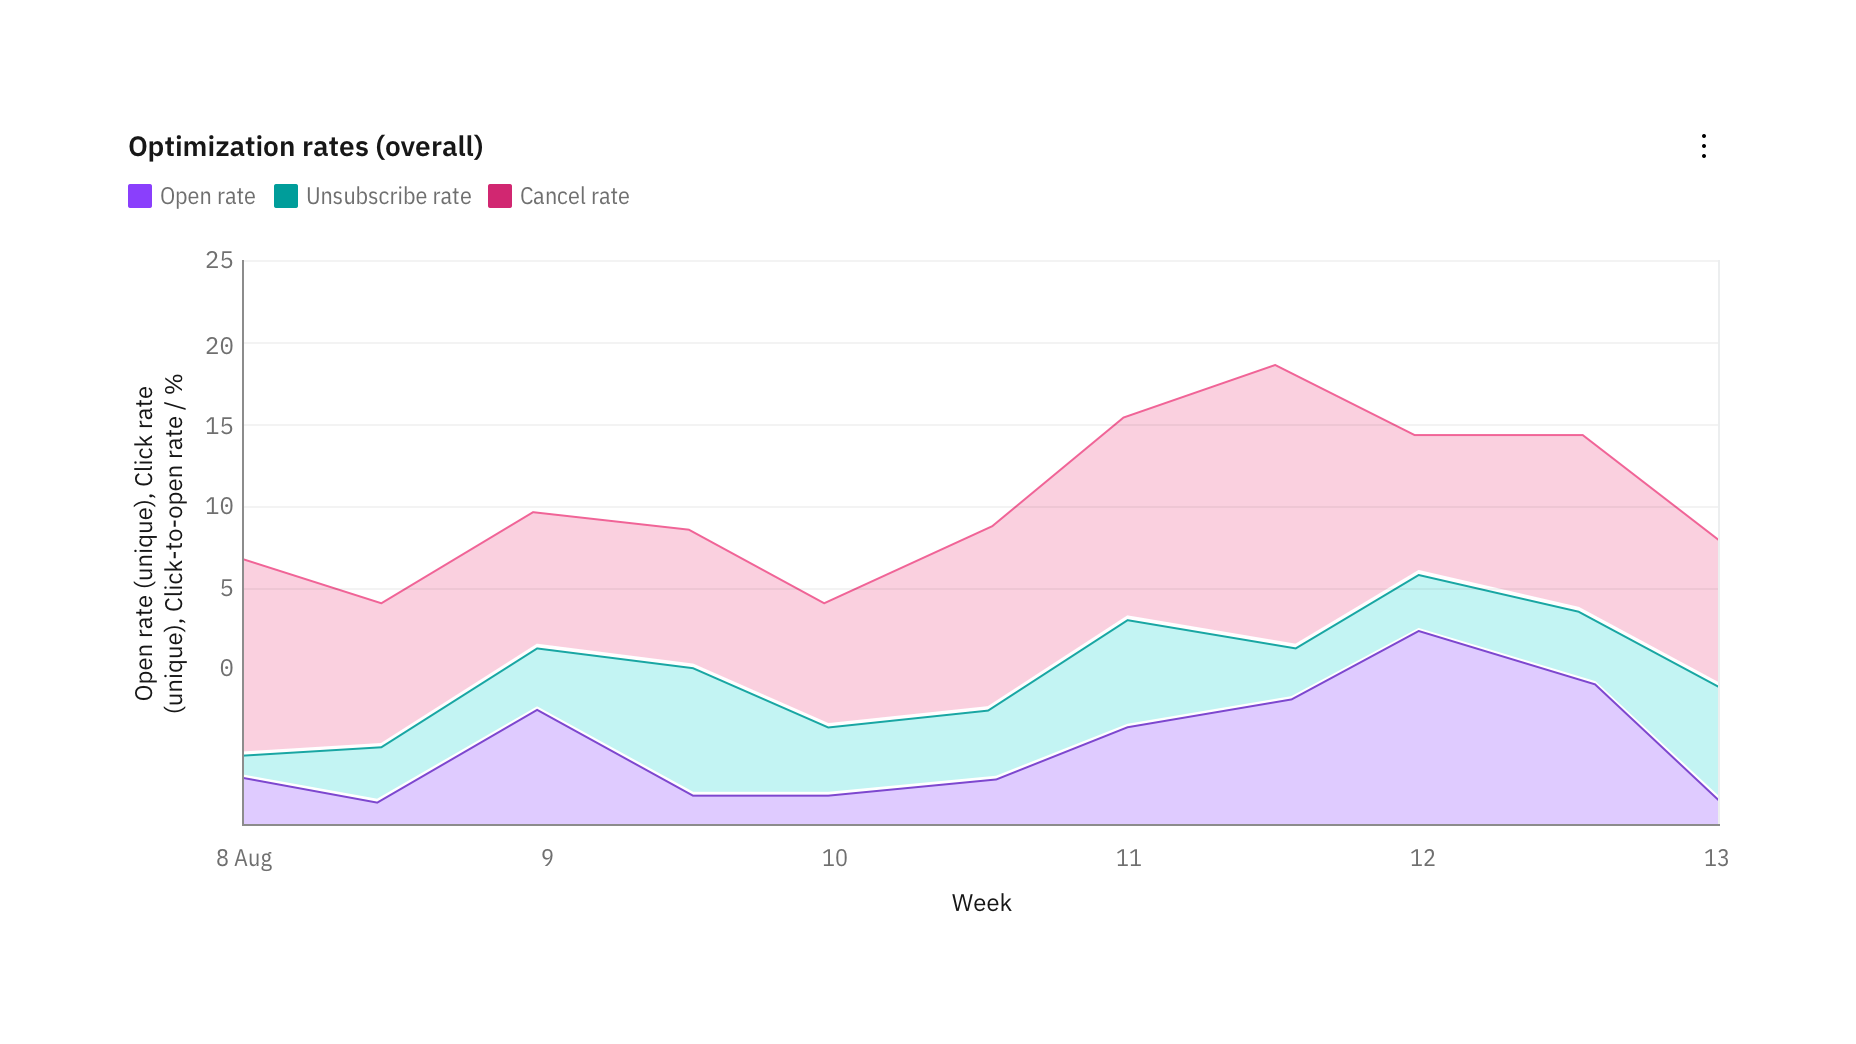 Optimization rates (overall)
Open rate
Unsubscribe rate
Cancel rate
25
20
15
10
5
0
Open rate (unique), Click rate
(unique), Click-to-open rate / %
8 Aug
9
10
11
12
13
Week